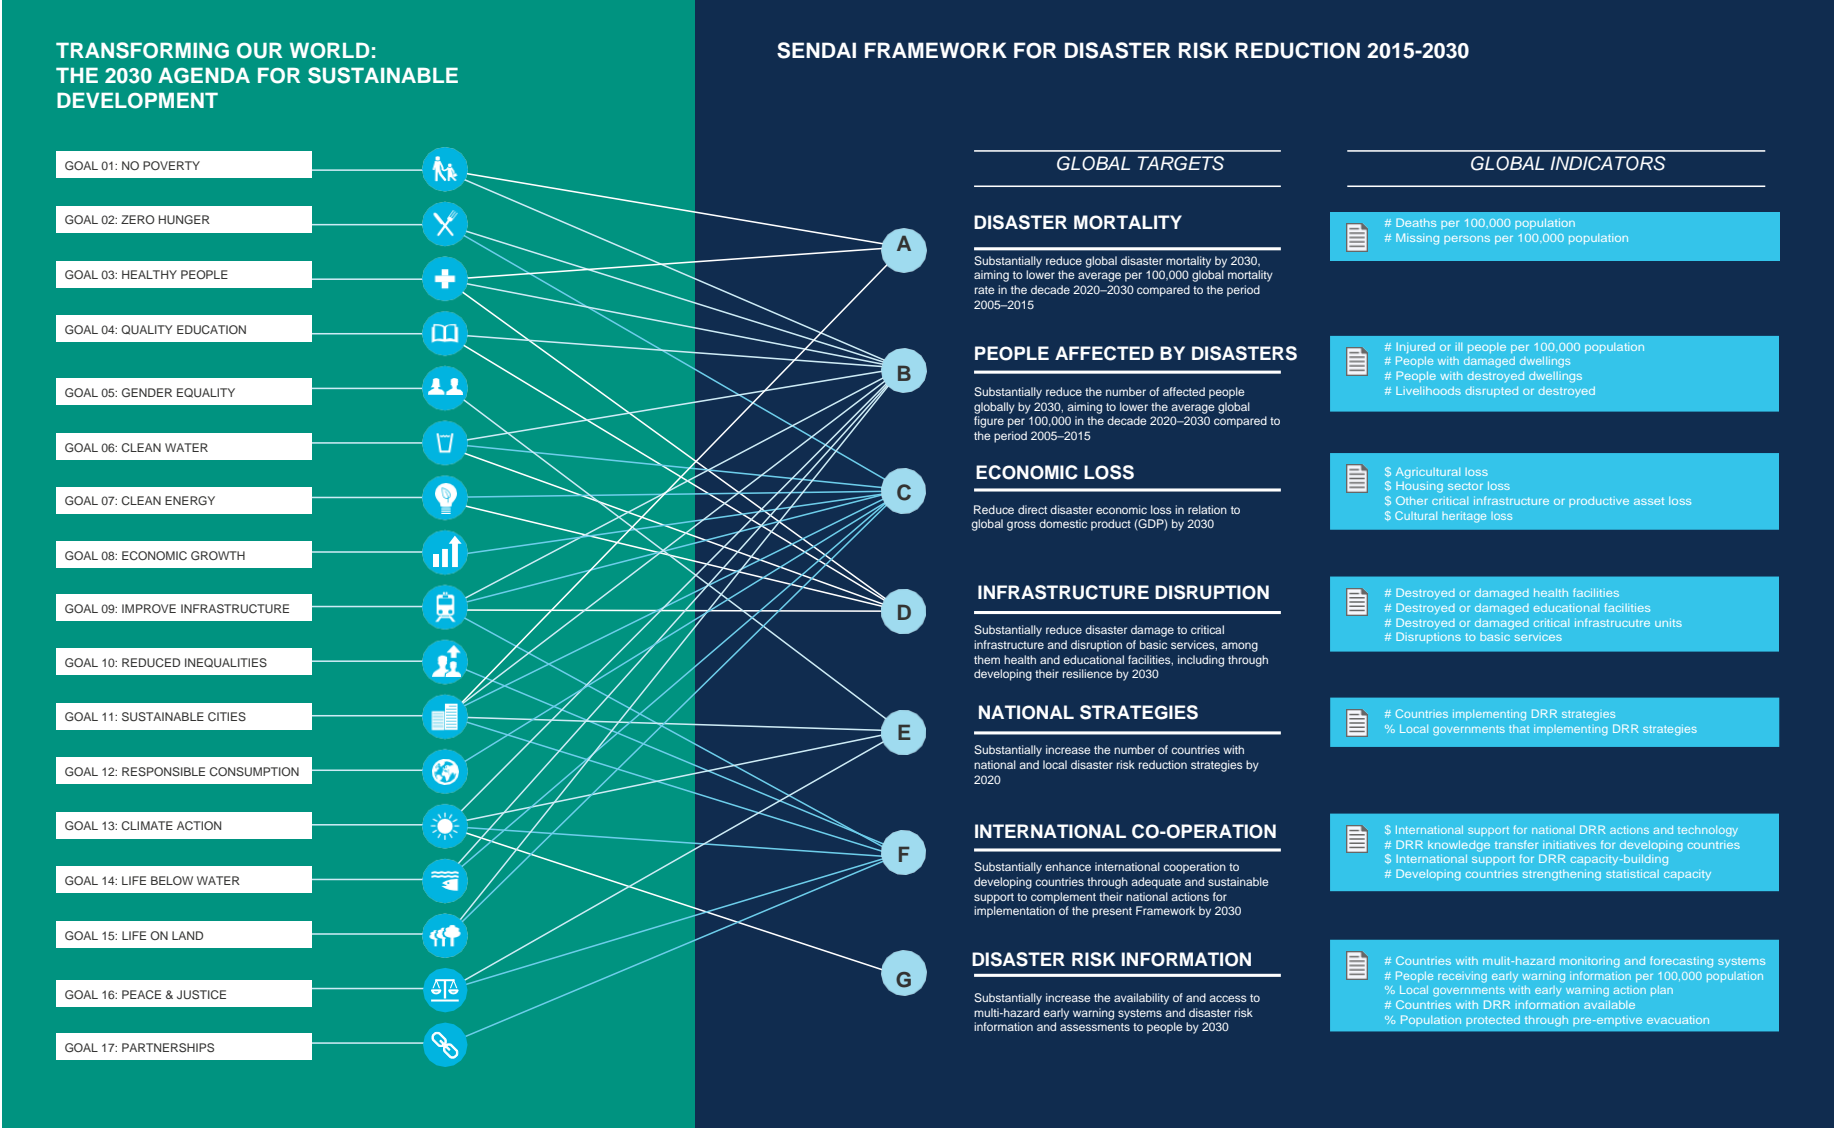 TRANSFORMING OUR WORLD:
THE 2030 AGENDA FOR SUSTAINABLE
DEVELOPMENT
GOAL 01: NO POVERTY
GOAL 02: ZERO HUNGER
GOAL 03: HEALTHY PEOPLE
GOAL 04: QUALITY EDUCATION
GOAL 05: GENDER EQUALITY
GOAL 06: CLEAN WATER
GOAL 07: CLEAN ENERGY
GOAL 08: ECONOMIC GROWTH
GOAL 09: IMPROVE INFRASTRUCTURE
GOAL 10: REDUCED INEQUALITIES
GOAL 11: SUSTAINABLE CITIES
GOAL 12: RESPONSIBLE CONSUMPTION
GOAL 13: CLIMATE ACTION
GOAL 14: LIFE BELOW WATER
GOAL 15: LIFE ON LAND
GOAL 16: PEACE & JUSTICE
GOAL 17: PARTNERSHIPS
SENDAI FRAMEWORK FOR DISASTER RISK REDUCTION 2015-2030
GLOBAL TARGETS
GLOBAL INDICATORS
A
DISASTER MORTALITY
Substantially reduce global disaster mortality by 2030,
aiming to lower the average per 100,000 global mortality
rate in the decade 2020–2030 compared to the period
2005–2015
# Deaths per 100,000 population
# Missing persons per 100,000 population
B
PEOPLE AFFECTED BY DISASTERS
Substantially reduce the number of affected people
globally by 2030, aiming to lower the average global
figure per 100,000 in the decade 2020–2030 compared to
the period 2005–2015
# Injured or ill people per 100,000 population
# People with damaged dwellings
# People with destroyed dwellings
# Livelihoods disrupted or destroyed
C
ECONOMIC LOSS
Reduce direct disaster economic loss in relation to
global gross domestic product (GDP) by 2030
$ Agricultural loss
$ Housing sector loss
$ Other critical infrastructure or productive asset loss
$ Cultural heritage loss
D
INFRASTRUCTURE DISRUPTION
Substantially reduce disaster damage to critical
infrastructure and disruption of basic services, among
them health and educational facilities, including through
developing their resilience by 2030
# Destroyed or damaged health facilities
# Destroyed or damaged educational facilities
# Destroyed or damaged critical infrastrucutre units
# Disruptions to basic services
E
NATIONAL STRATEGIES
Substantially increase the number of countries with
national and local disaster risk reduction strategies by
2020
# Countries implementing DRR strategies
% Local governments that implementing DRR strategies
F
INTERNATIONAL CO-OPERATION
Substantially enhance international cooperation to
developing countries through adequate and sustainable
support to complement their national actions for
implementation of the present Framework by 2030
$ International support for national DRR actions and technology
# DRR knowledge transfer initiatives for developing countries
$ International support for DRR capacity-building
# Developing countries strengthening statistical capacity
G
DISASTER RISK INFORMATION
Substantially increase the availability of and access to
multi-hazard early warning systems and disaster risk
information and assessments to people by 2030
# Countries with mulit-hazard monitoring and forecasting systems
# People receiving early warning information per 100,000 population
% Local governments with early warning action plan
# Countries with DRR information available
% Population protected through pre-emptive evacuation